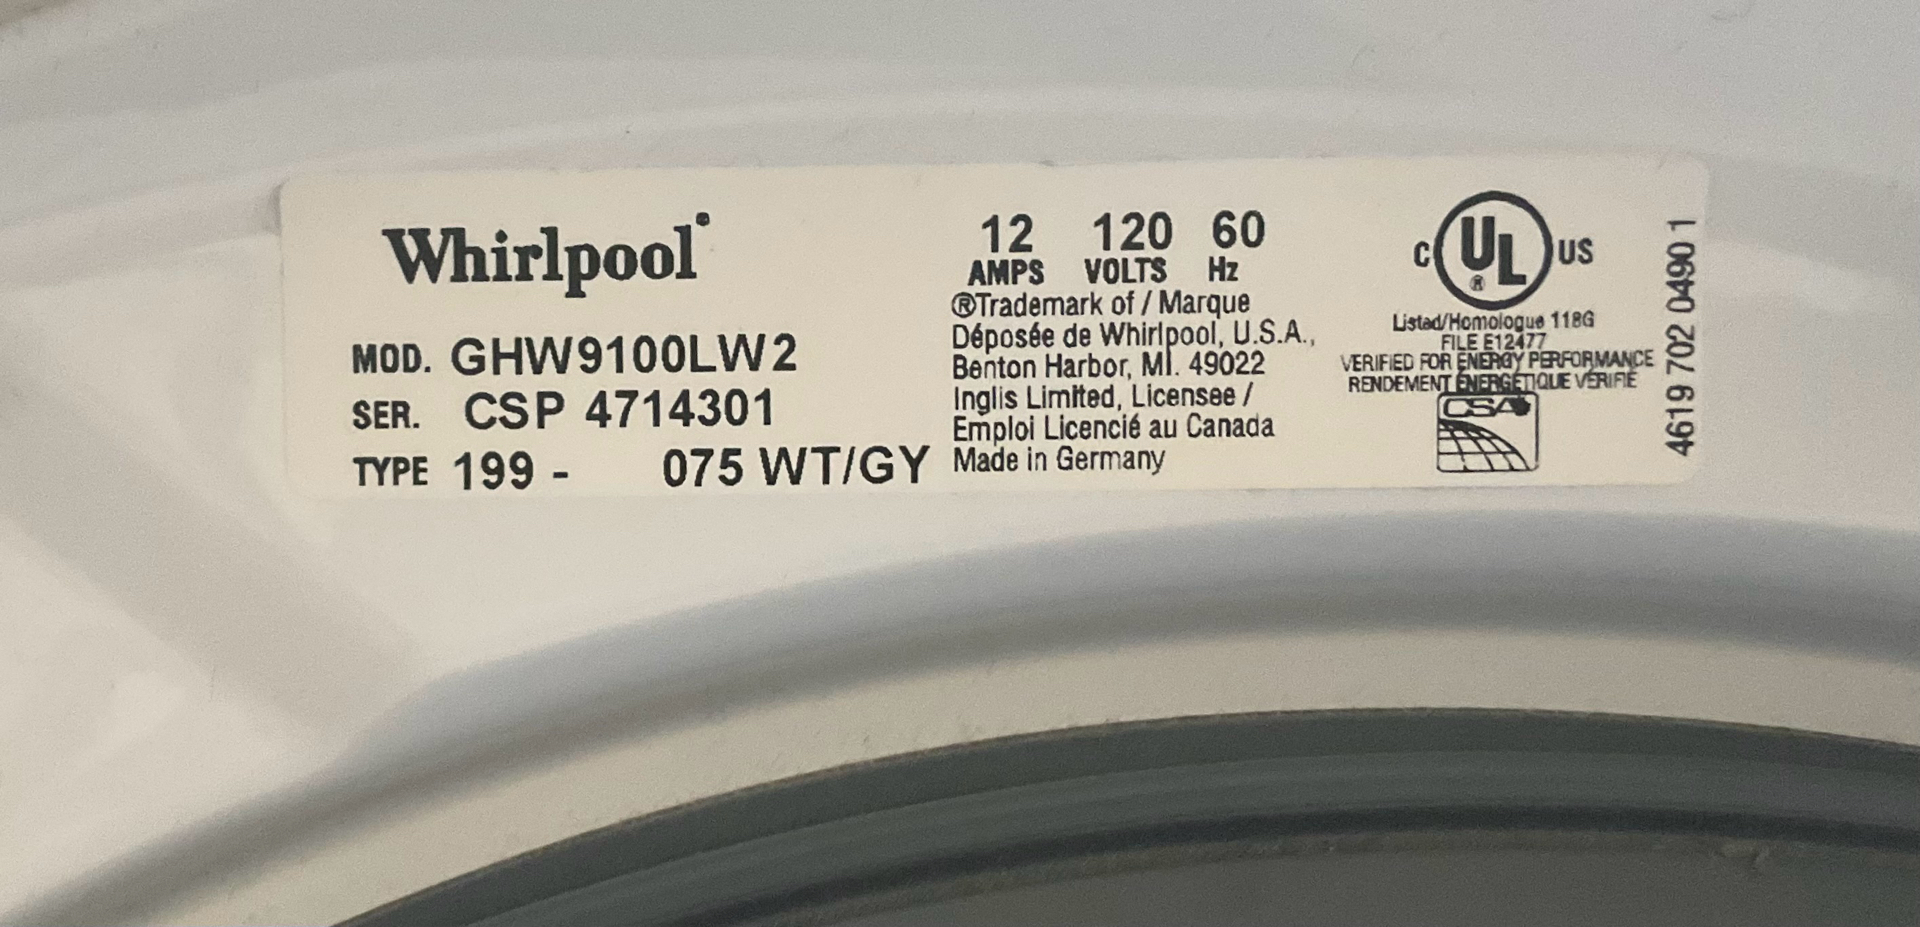 Whirlpool®
MOD. GHW9100LW2
SER. CSP 4714301
TYPE 199 - 075 WT/GY
12 120 60
AMPS VOLTS Hz
®Trademark of / Marque
Déposée de Whirlpool, U.S.A.,
Benton Harbor, MI. 49022
Inglis Limited, Licensee /
Emploi Licencié au Canada
Made in Germany
C UL® US
Listed/Homologue 118G
FILE E12477
VERIFIED FOR ENERGY PERFORMANCE
RENDEMENT ÉNERGÉTIQUE VÉRIFIÉ
CSA
4619 702 0490 1